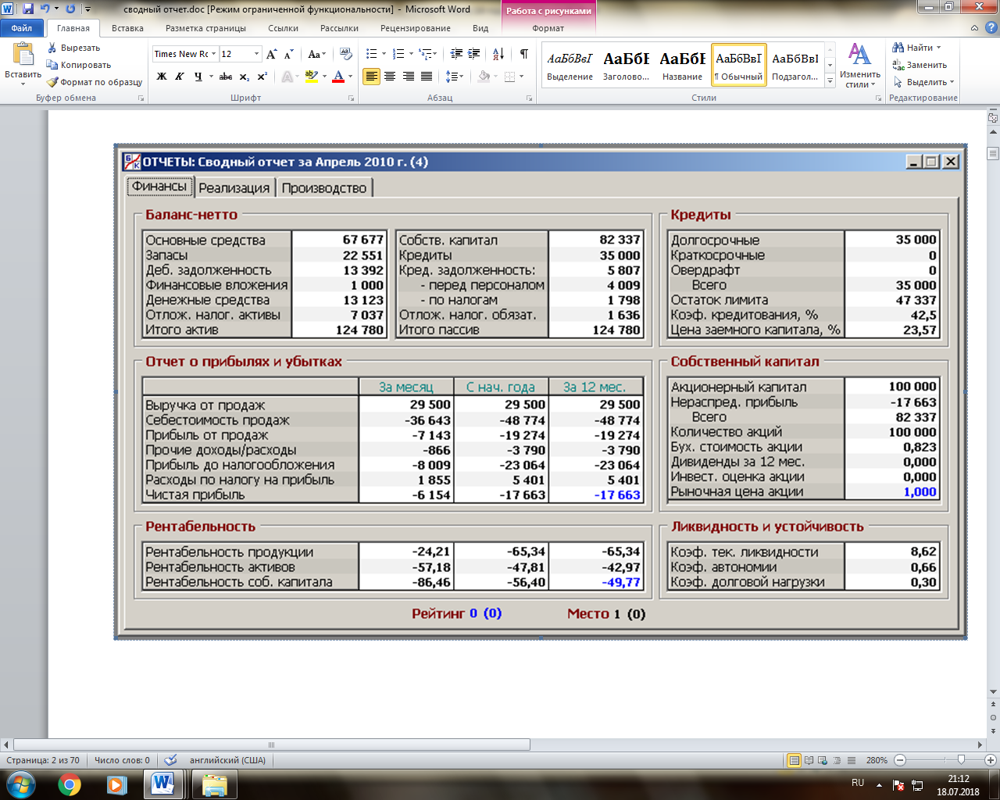 сводный отчет.doc [Режим ограниченной функциональности] - Microsoft Word
Работа с рисунками
Файл Главная Вставка Разметка страницы Ссылки Рассылки Рецензирование Вид Формат
Вставить
Вырезать
Копировать
Формат по образцу
Буфер обмена
Times New Rc 12
Ж К Ч abc x₂ x²
Шрифт
Абзац
АаБбВвІ АаБбІ АаБбВ АаБбВвІ АаБбВвІ
Выделение Заголово... Название ¶ Обычный Подзагол...
Стили
Изменить стили
Найти
Заменить
Выделить
Редактирование
ОТЧЕТЫ: Сводный отчет за Апрель 2010 г. (4)
Финансы Реализация Производство
Баланс-нетто
Основные средства 67 677 Собств. капитал 82 337
Запасы 22 551 Кредиты 35 000
Деб. задолженность 13 392 Кред. задолженность: 5 807
Финансовые вложения 1 000 - перед персоналом 4 009
Денежные средства 13 123 - по налогам 1 798
Отлож. налог. активы 7 037 Отлож. налог. обязат. 1 636
Итого актив 124 780 Итого пассив 124 780
Кредиты
Долгосрочные 35 000
Краткосрочные 0
Овердрафт 0
Всего 35 000
Остаток лимита 47 337
Коэф. кредитования, % 42,5
Цена заемного капитала, % 23,57
Отчет о прибылях и убытках
За месяц С нач. года За 12 мес.
Выручка от продаж 29 500 29 500 29 500
Себестоимость продаж -36 643 -48 774 -48 774
Прибыль от продаж -7 143 -19 274 -19 274
Прочие доходы/расходы -866 -3 790 -3 790
Прибыль до налогообложения -8 009 -23 064 -23 064
Расходы по налогу на прибыль 1 855 5 401 5 401
Чистая прибыль -6 154 -17 663 -17 663
Собственный капитал
Акционерный капитал 100 000
Нераспред. прибыль -17 663
Всего 82 337
Количество акций 100 000
Бух. стоимость акции 0,823
Дивиденды за 12 мес. 0,000
Инвест. оценка акции 0,000
Рыночная цена акции 1,000
Рентабельность
Рентабельность продукции -24,21 -65,34 -65,34
Рентабельность активов -57,18 -47,81 -42,97
Рентабельность соб. капитала -86,46 -56,40 -49,77
Ликвидность и устойчивость
Коэф. тек. ликвидности 8,62
Коэф. автономии 0,66
Коэф. долговой нагрузки 0,30
Рейтинг 0 (0) Место 1 (0)
Страница: 2 из 70 Число слов: 0 английский (США) 280%
RU 21:12
18.07.2018